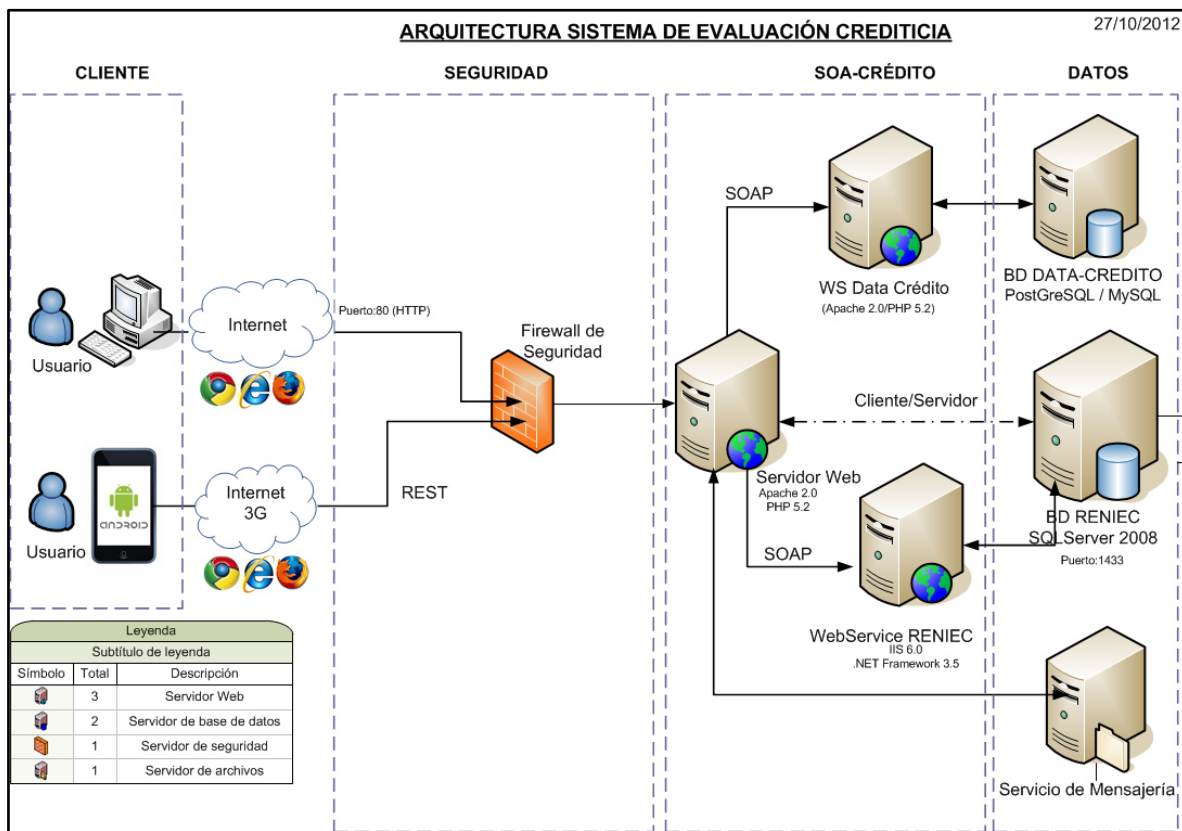 ARQUITECTURA SISTEMA DE EVALUACIÓN CREDITICIA
27/10/2012
CLIENTE
SEGURIDAD
SOA-CRÉDITO
DATOS
Usuario
Internet
Puerto:80 (HTTP)
Firewall de
Seguridad
SOAP
WS Data Crédito
(Apache 2.0/PHP 5.2)
BD DATA-CREDITO
PostGreSQL / MySQL
Cliente/Servidor
Servidor Web
Apache 2.0
PHP 5.2
Usuario
ANDROID
Internet
3G
REST
SOAP
BD RENIEC
SQLServer 2008
Puerto:1433
WebService RENIEC
IIS 6.0
.NET Framework 3.5
Servicio de Mensajería
Leyenda
Subtítulo de leyenda
Símbolo Total Descripción
3 Servidor Web
2 Servidor de base de datos
1 Servidor de seguridad
1 Servidor de archivos